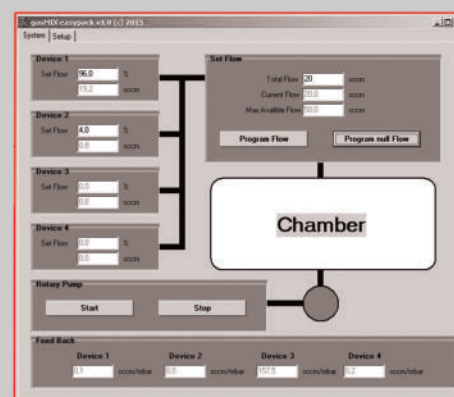 gasMIX easypack v1.0 (c) 2015
System Setup
Device 1
Set Flow 96,0 %
19,2 sccm
Device 2
Set Flow 4,0 %
0,8 sccm
Device 3
Set Flow 0,0 %
0,0 sccm
Device 4
Set Flow 0,0 %
0,0 sccm
Set Flow
Total Flow 20 sccm
Current Flow 20,0 sccm
Max Availible Flow 50,0 sccm
Program Flow Program null Flow
Chamber
Rotary Pump
Start Stop
Feed Back
Device 1 Device 2 Device 3 Device 4
0,1 sccm/mbar 0,0 sccm/mbar 157,5 sccm/mbar 0,2 sccm/mbar